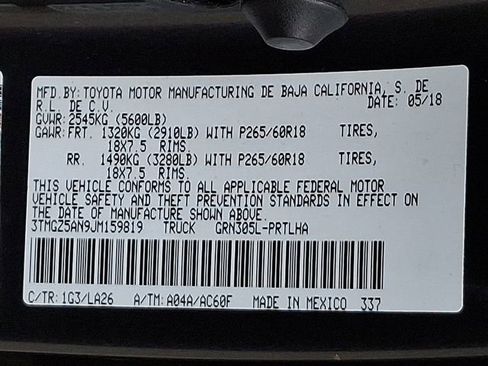 MFD.BY:TOYOTA MOTOR MANUFACTURING DE BAJA CALIFORNIA, S. DE
R.L. DE C.V. DATE: 05/18
GVWR:2545KG (5600LB)
GAWR:FRT. 1320KG (2910LB) WITH P265/60R18 TIRES,
18X7.5 RIMS.
RR. 1490KG (3280LB) WITH P265/60R18 TIRES,
18X7.5 RIMS.
THIS VEHICLE CONFORMS TO ALL APPLICABLE FEDERAL MOTOR
VEHICLE SAFETY AND THEFT PREVENTION STANDARDS IN EFFECT ON THE
DATE OF MANUFACTURE SHOWN ABOVE.
3TMGZ5AN9JM159819 TRUCK GRN305L-PRTLHA
C/TR:1G3/LA26 A/TM:A04A/AC60F MADE IN MEXICO 337